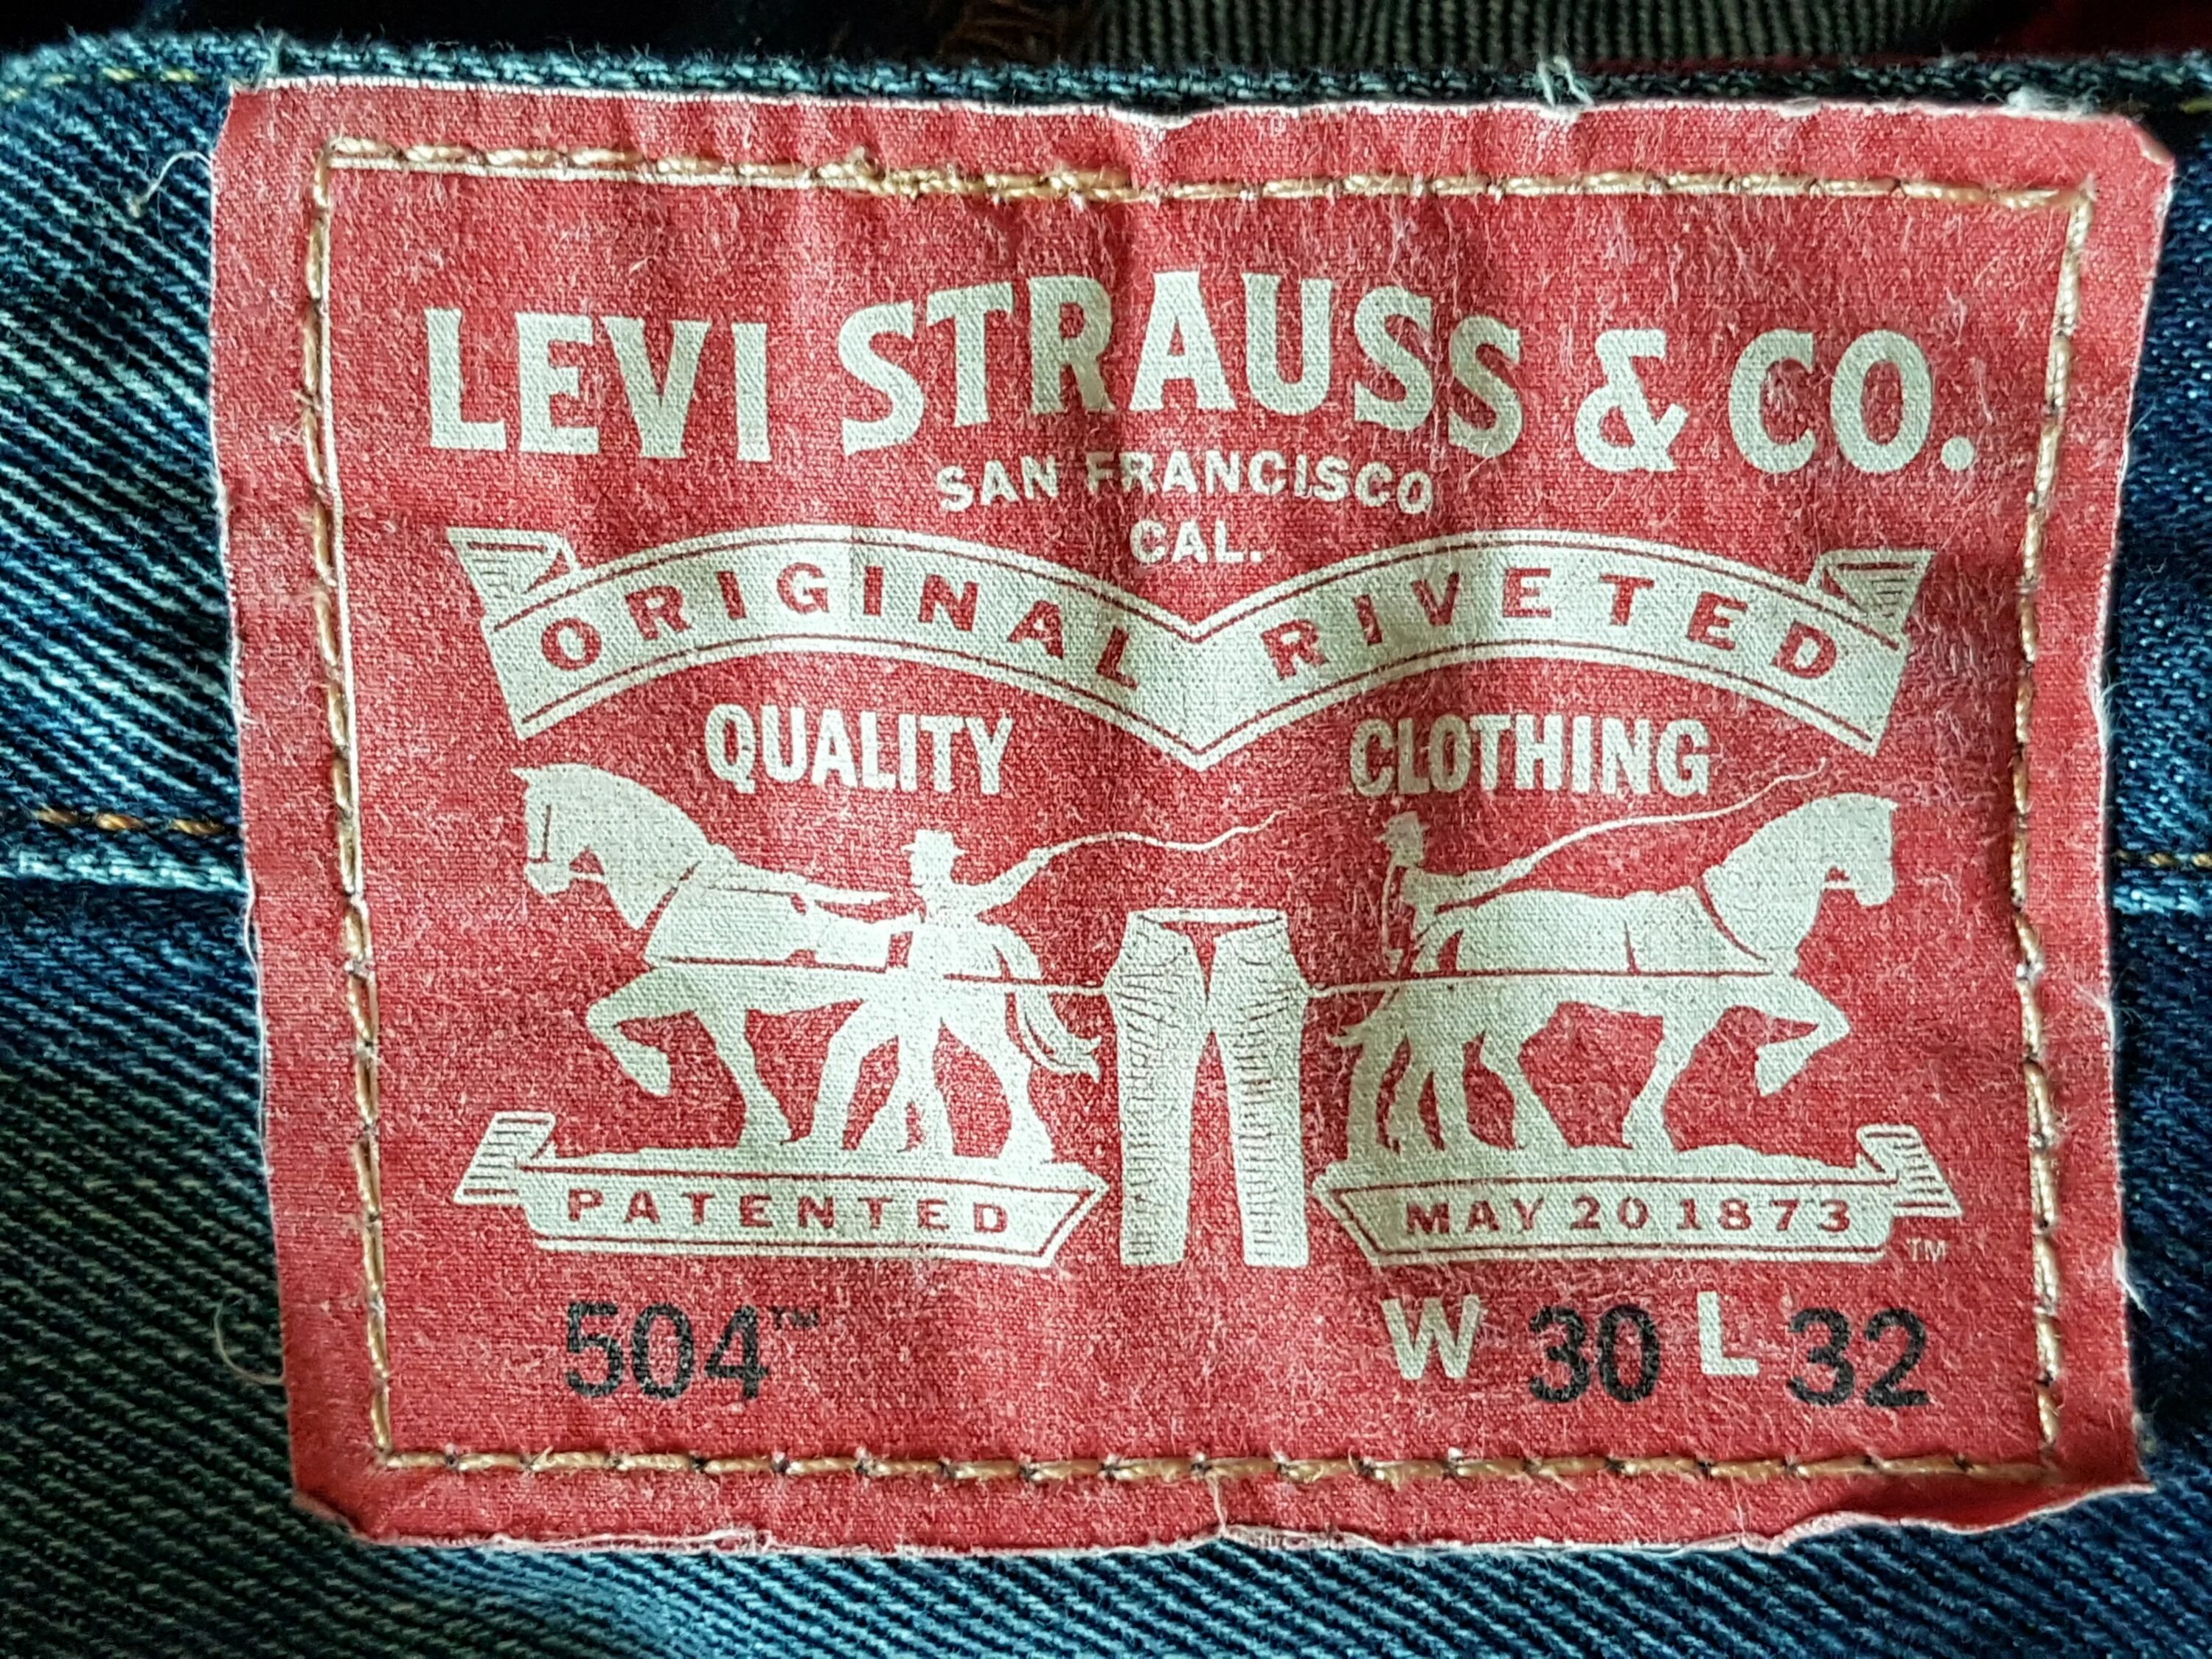 LEVI STRAUSS & CO.
SAN FRANCISCO
CAL.
ORIGINAL RIVETED
QUALITY CLOTHING
PATENTED MAY 20 1873 ™
504™ W 30 L 32